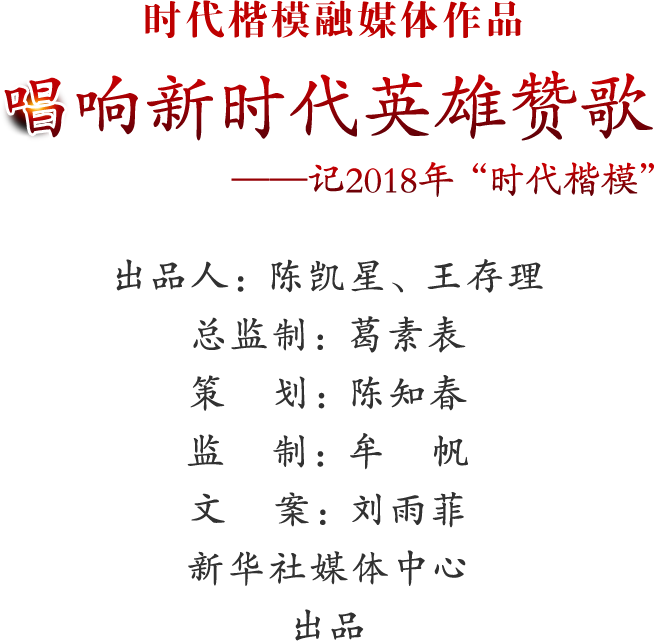 时代楷模融媒体作品
唱响新时代英雄赞歌
——记2018年“时代楷模”
出品人：陈凯星、王存理
总监制：葛素表
策　划：陈知春
监　制：牟　帆
文　案：刘雨菲
新华社媒体中心
出品